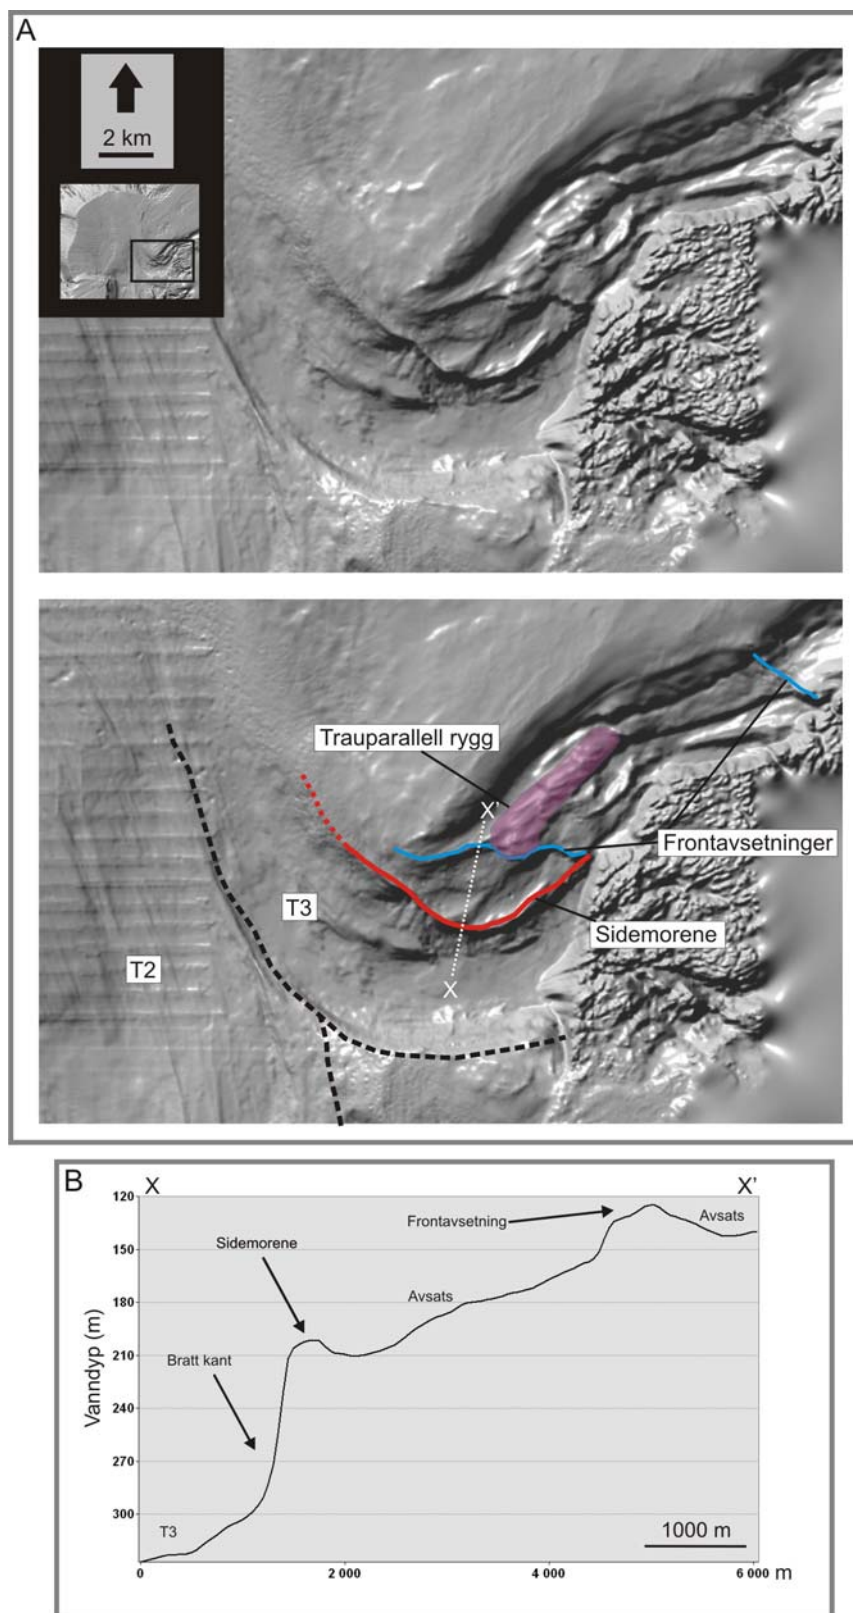 A
2 km
Trauparallell rygg
X'
Frontavsetninger
T3
Sidemorene
T2
X
B
X
X'
120
Frontavsetning
Avsats
150
Sidemorene
180
Avsats
Vanndyp (m)
210
Bratt kant
240
270
300
1000 m
T3
0
2 000
4 000
6 000
m